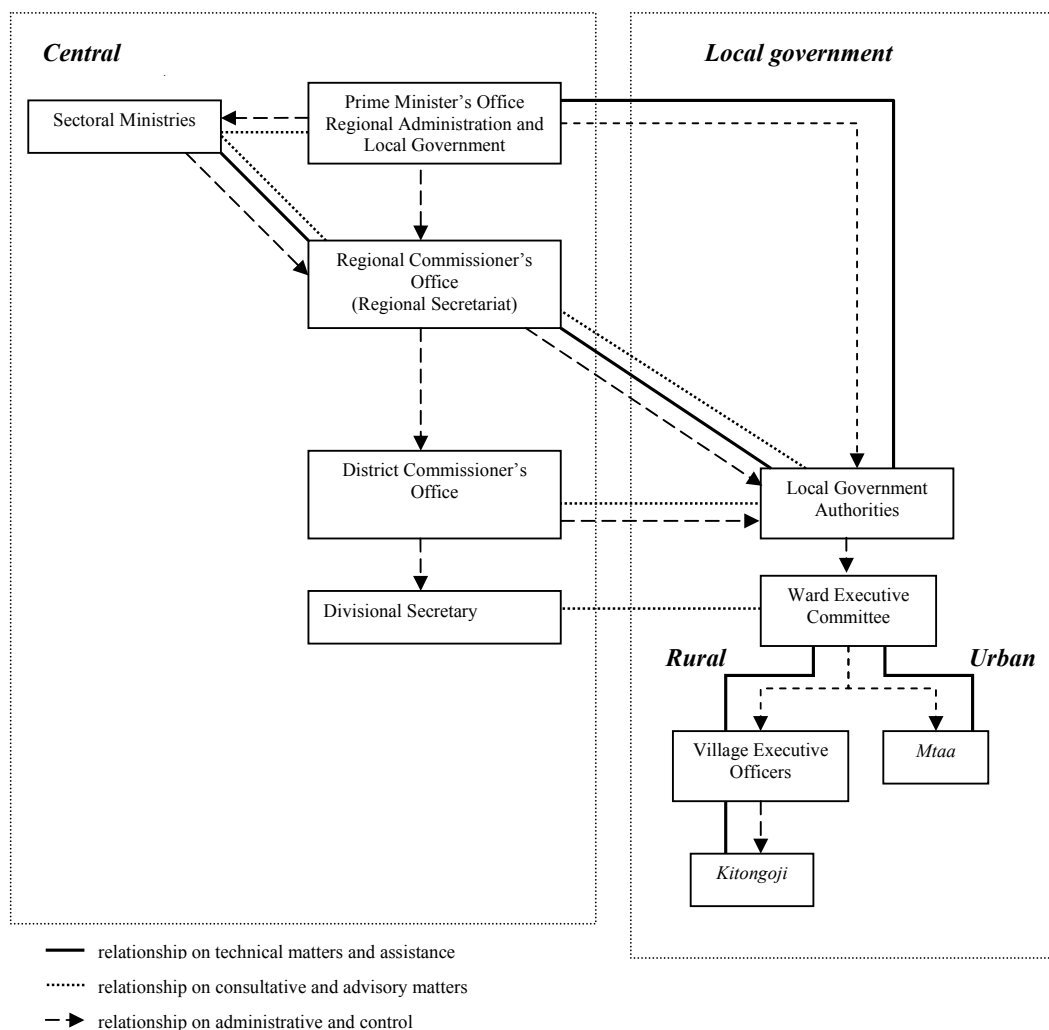 Central
Local government
Sectoral Ministries
Prime Minister’s Office
Regional Administration and
Local Government
Regional Commissioner’s
Office
(Regional Secretariat)
District Commissioner’s
Office
Local Government
Authorities
Divisional Secretary
Ward Executive
Committee
Rural
Urban
Village Executive
Officers
Mtaa
Kitongoji
relationship on technical matters and assistance
relationship on consultative and advisory matters
relationship on administrative and control